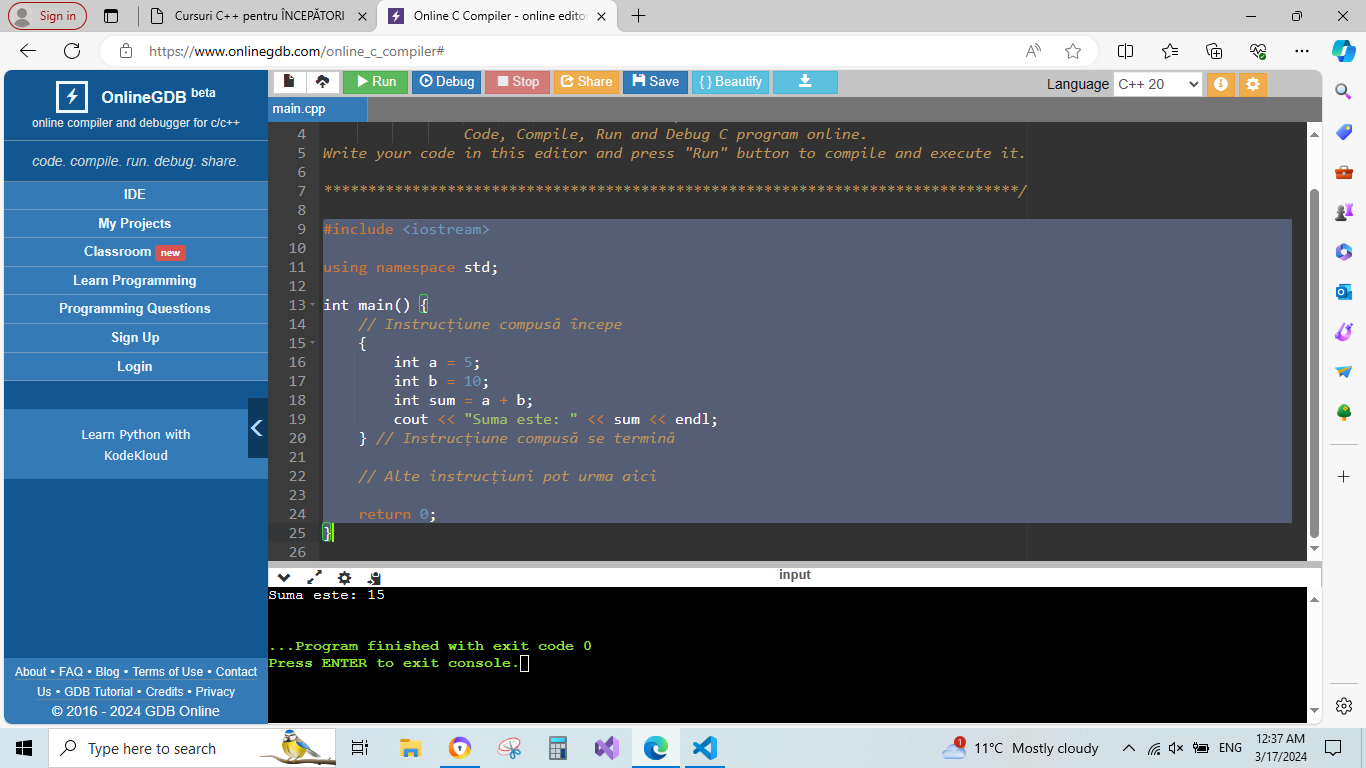 Sign in
Cursuri C++ pentru ÎNCEPĂTORI
Online C Compiler - online edito
https://www.onlinegdb.com/online_c_compiler#
OnlineGDB beta
online compiler and debugger for c/c++
code. compile. run. debug. share.
IDE
My Projects
Classroom new
Learn Programming
Programming Questions
Sign Up
Login
Learn Python with
KodeKloud
About • FAQ • Blog • Terms of Use • Contact
Us • GDB Tutorial • Credits • Privacy
© 2016 - 2024 GDB Online
Run Debug Stop Share Save { } Beautify
Language C++ 20
main.cpp
4 Code, Compile, Run and Debug C program online.
5 Write your code in this editor and press "Run" button to compile and execute it.
6
7 *******************************************************************************/
8
9 #include <iostream>
10
11 using namespace std;
12
13 int main() {
14 // Instrucțiune compusă începe
15 {
16 int a = 5;
17 int b = 10;
18 int sum = a + b;
19 cout << "Suma este: " << sum << endl;
20 } // Instrucțiune compusă se termină
21
22 // Alte instrucțiuni pot urma aici
23
24 return 0;
25 }
26
input
Suma este: 15
...Program finished with exit code 0
Press ENTER to exit console.
Type here to search
1
11°C Mostly cloudy
ENG
12:37 AM
3/17/2024